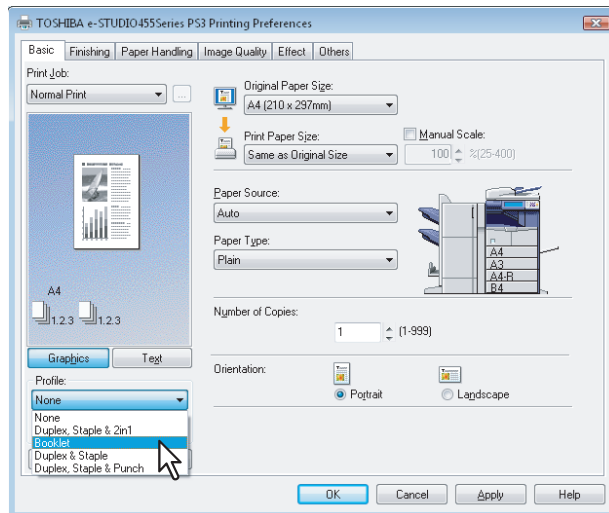 TOSHIBA e-STUDIO455Series PS3 Printing Preferences
Basic Finishing Paper Handling Image Quality Effect Others
Print Job:
Normal Print
...
A4
1.2.3 1.2.3
Graphics Text
Profile:
None
None
Duplex, Staple & 2in1
Booklet
Duplex & Staple
Duplex, Staple & Punch
Original Paper Size:
A4 (210 x 297mm)
Print Paper Size:
Same as Original Size
Manual Scale:
100 %(25-400)
Paper Source:
Auto
Paper Type:
Plain
A4
A3
A4-R
B4
Number of Copies:
1 (1-999)
Orientation:
Portrait Landscape
OK Cancel Apply Help